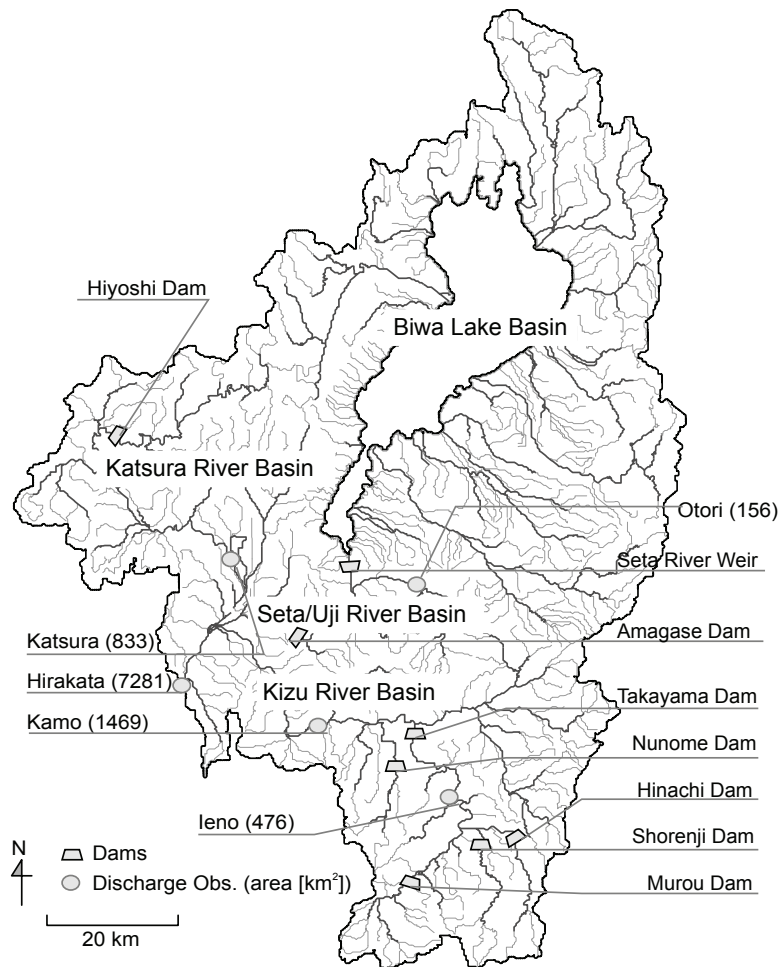 Hiyoshi Dam
Biwa Lake Basin
Katsura River Basin
Otori (156)
Seta River Weir
Seta/Uji River Basin
Amagase Dam
Katsura (833)
Hirakata (7281)
Kizu River Basin
Takayama Dam
Kamo (1469)
Nunome Dam
Hinachi Dam
Ieno (476)
Shorenji Dam
N
Dams
Discharge Obs. (area [km²])
Murou Dam
20 km